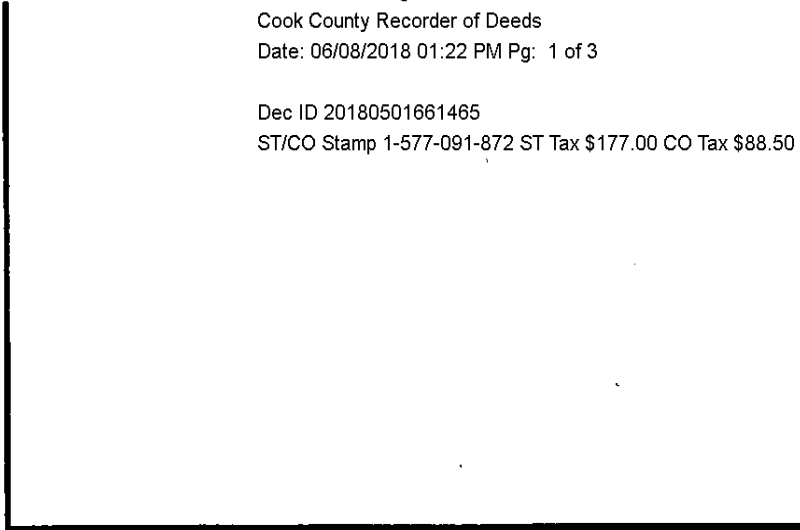 Cook County Recorder of Deeds
Date: 06/08/2018 01:22 PM Pg: 1 of 3
Dec ID 20180501661465
ST/CO Stamp 1-577-091-872 ST Tax $177.00 CO Tax $88.50